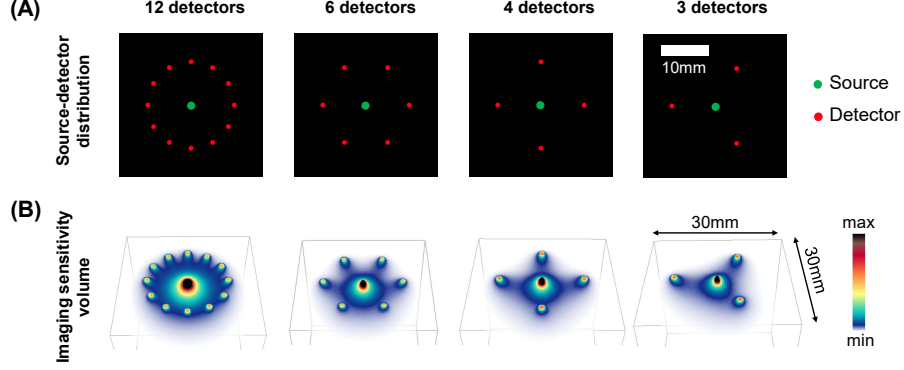 (A)
12 detectors
6 detectors
4 detectors
3 detectors
Source-detector
distribution
10mm
Source
Detector
(B)
Imaging sensitivity
volume
30mm
30mm
max
min